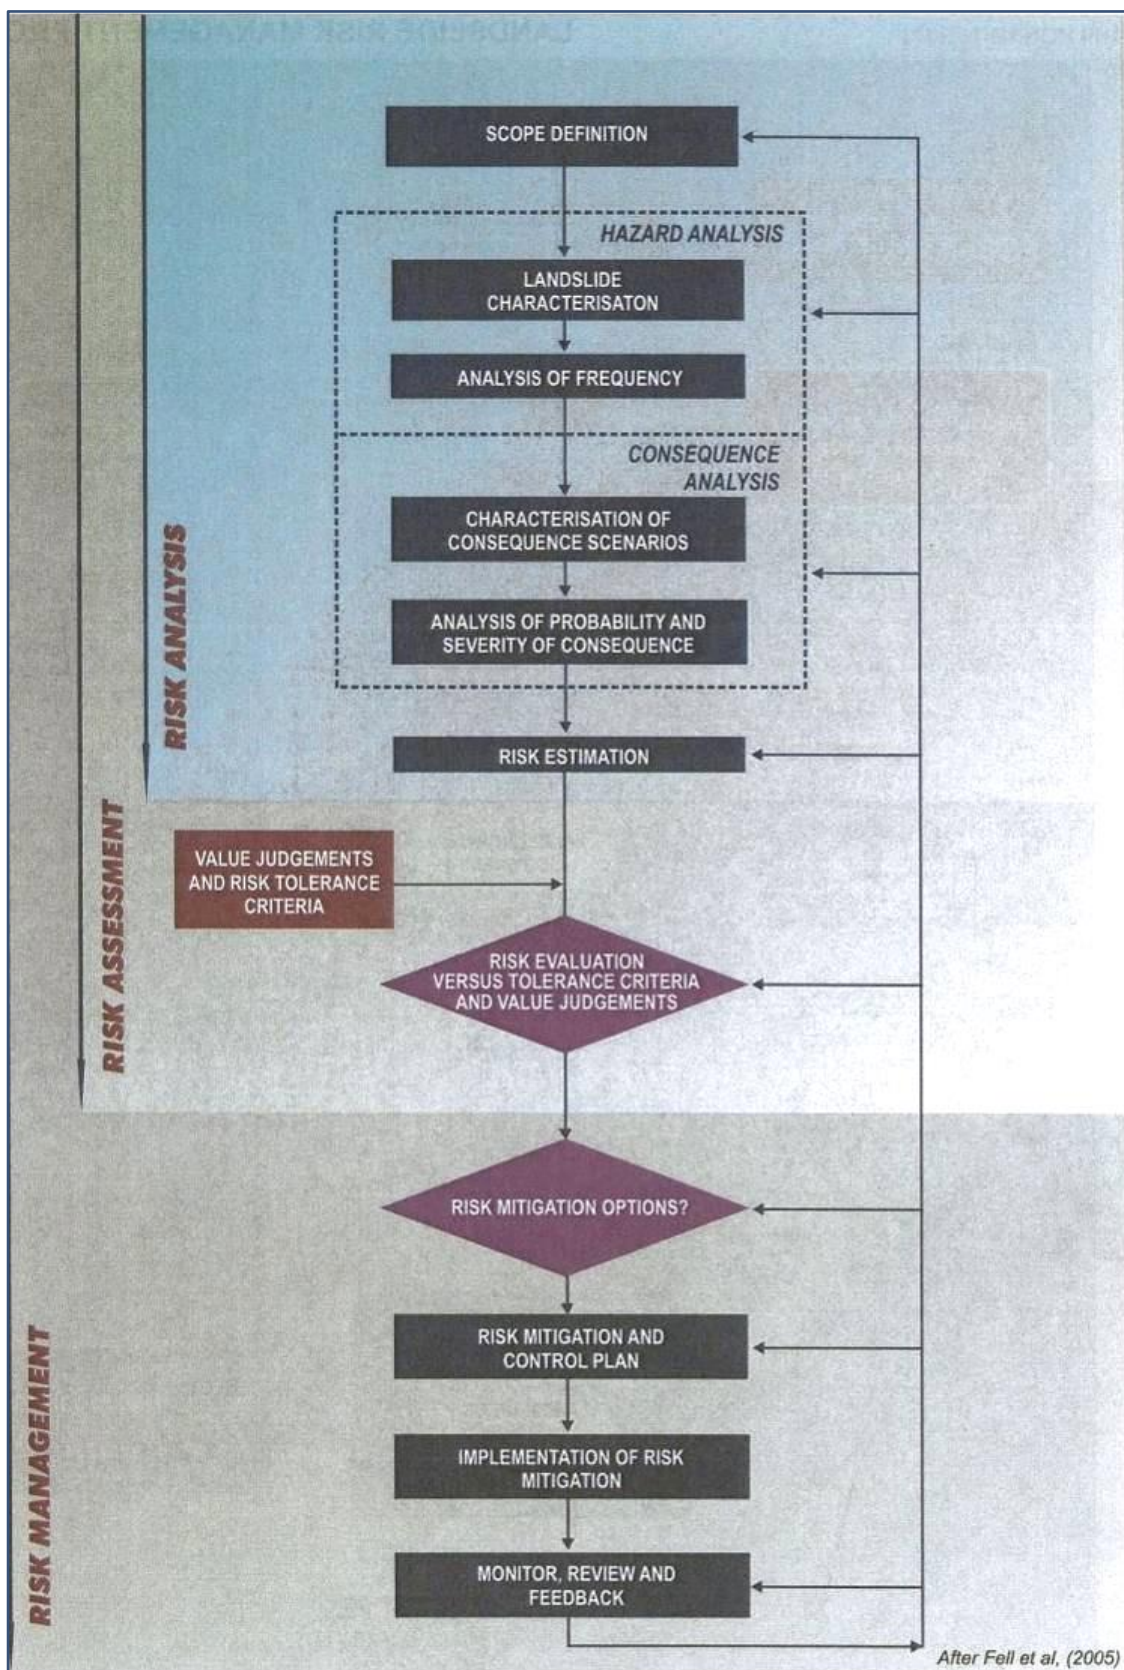 SCOPE DEFINITION
HAZARD ANALYSIS
LANDSLIDE
CHARACTERISATON
ANALYSIS OF FREQUENCY
CONSEQUENCE
ANALYSIS
CHARACTERISATION OF
CONSEQUENCE SCENARIOS
ANALYSIS OF PROBABILITY AND
SEVERITY OF CONSEQUENCE
RISK ANALYSIS
RISK ESTIMATION
VALUE JUDGEMENTS
AND RISK TOLERANCE
CRITERIA
RISK ASSESSMENT
RISK EVALUATION
VERSUS TOLERANCE CRITERIA
AND VALUE JUDGEMENTS
RISK MITIGATION OPTIONS?
RISK MITIGATION AND
CONTROL PLAN
RISK MANAGEMENT
IMPLEMENTATION OF RISK
MITIGATION
MONITOR, REVIEW AND
FEEDBACK
After Fell et al, (2005)